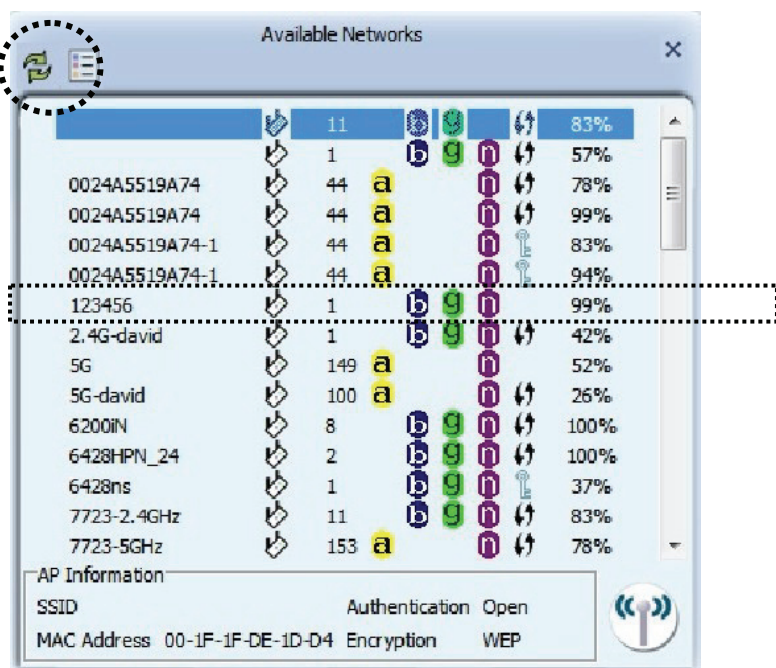 Available Networks
11 b g 83%
1 b g n 57%
0024A5519A74 44 a n 78%
0024A5519A74 44 a n 99%
0024A5519A74-1 44 a n 83%
0024A5519A74-1 44 a n 94%
123456 1 b g n 99%
2.4G-david 1 b g n 42%
5G 149 a n 52%
5G-david 100 a n 26%
6200iN 8 b g n 100%
6428HPN_24 2 b g n 100%
6428ns 1 b g n 37%
7723-2.4GHz 11 b g n 83%
7723-5GHz 153 a n 78%
AP Information
SSID Authentication Open
MAC Address 00-1F-1F-DE-1D-D4 Encryption WEP